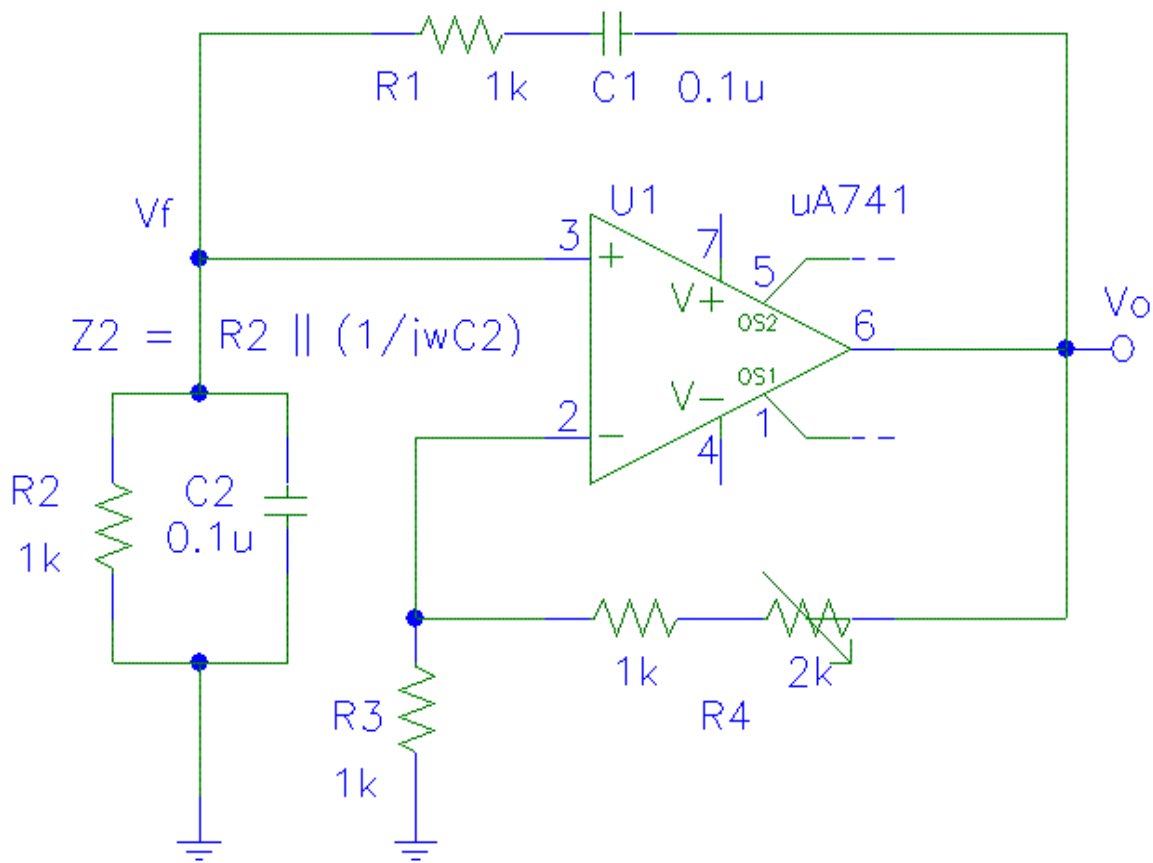 R1 1k C1 0.1u
Vf
U1 uA741
3
7
5
+
V+
OS2
Vo
6
Z2 = R2 || (1/jwC2)
OS1
V-
2
-
4
1
R2
1k
C2
0.1u
1k
R4
2k
R3
1k